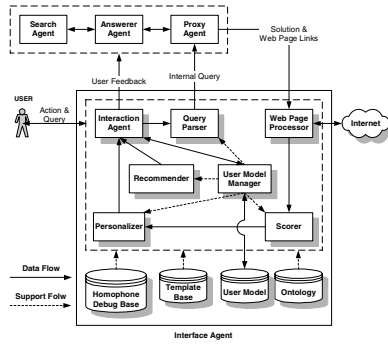 Search
Agent
Answerer
Agent
Proxy
Agent
Solution &
Web Page Links
User Feedback
Internal Query
USER
Action &
Query
Interaction
Agent
Query
Parser
Web Page
Processor
Internet
Recommender
User Model
Manager
Personalizer
Scorer
Data Flow
Support Folw
Homophone
Debug Base
Template
Base
User Model
Ontology
Interface Agent